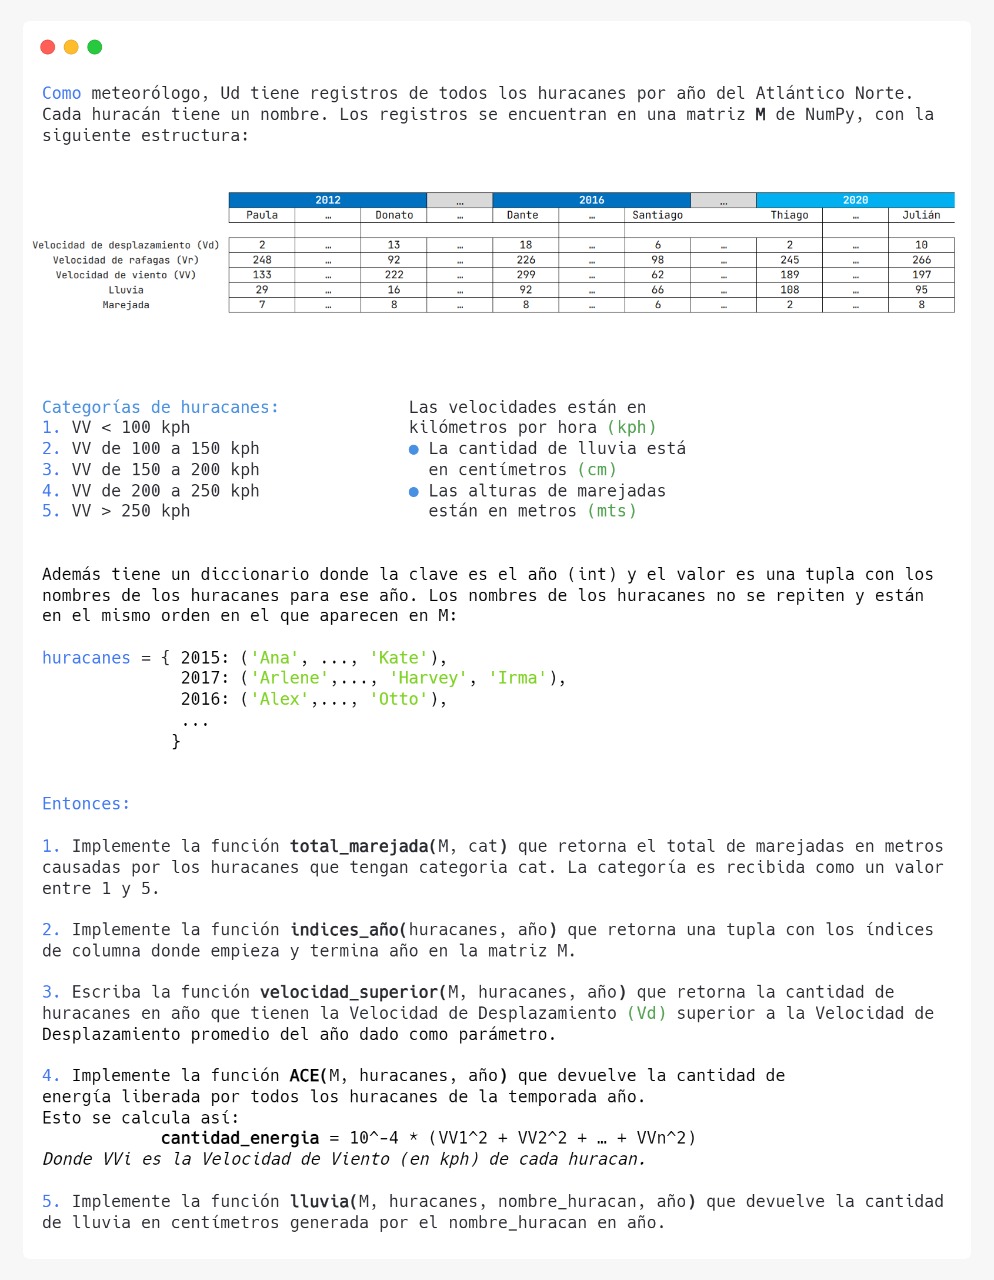 Como meteorólogo, Ud tiene registros de todos los huracanes por año del Atlántico Norte.
Cada huracán tiene un nombre. Los registros se encuentran en una matriz M de NumPy, con la
siguiente estructura:
2012 … 2016 … 2020
Paula … Donato … Dante … Santiago Thiago … Julián
Velocidad de desplazamiento (Vd) 2 … 13 … 18 … 6 … 2 … 10
Velocidad de rafagas (Vr) 248 … 92 … 226 … 98 … 245 … 266
Velocidad de viento (VV) 133 … 222 … 299 … 62 … 189 … 197
Lluvia 29 … 16 … 92 … 66 … 108 … 95
Marejada 7 … 8 … 8 … 6 … 2 … 8
Categorías de huracanes:
1. VV < 100 kph
2. VV de 100 a 150 kph
3. VV de 150 a 200 kph
4. VV de 200 a 250 kph
5. VV > 250 kph
Las velocidades están en
kilómetros por hora (kph)
● La cantidad de lluvia está
en centímetros (cm)
● Las alturas de marejadas
están en metros (mts)
Además tiene un diccionario donde la clave es el año (int) y el valor es una tupla con los
nombres de los huracanes para ese año. Los nombres de los huracanes no se repiten y están
en el mismo orden en el que aparecen en M:
huracanes = { 2015: ('Ana', ..., 'Kate'),
2017: ('Arlene',..., 'Harvey', 'Irma'),
2016: ('Alex',..., 'Otto'),
...
}
Entonces:
1. Implemente la función total_marejada(M, cat) que retorna el total de marejadas en metros
causadas por los huracanes que tengan categoria cat. La categoría es recibida como un valor
entre 1 y 5.
2. Implemente la función indices_año(huracanes, año) que retorna una tupla con los índices
de columna donde empieza y termina año en la matriz M.
3. Escriba la función velocidad_superior(M, huracanes, año) que retorna la cantidad de
huracanes en año que tienen la Velocidad de Desplazamiento (Vd) superior a la Velocidad de
Desplazamiento promedio del año dado como parámetro.
4. Implemente la función ACE(M, huracanes, año) que devuelve la cantidad de
energía liberada por todos los huracanes de la temporada año.
Esto se calcula así:
cantidad_energia = 10^-4 * (VV1^2 + VV2^2 + … + VVn^2)
Donde VVi es la Velocidad de Viento (en kph) de cada huracan.
5. Implemente la función lluvia(M, huracanes, nombre_huracan, año) que devuelve la cantidad
de lluvia en centímetros generada por el nombre_huracan en año.